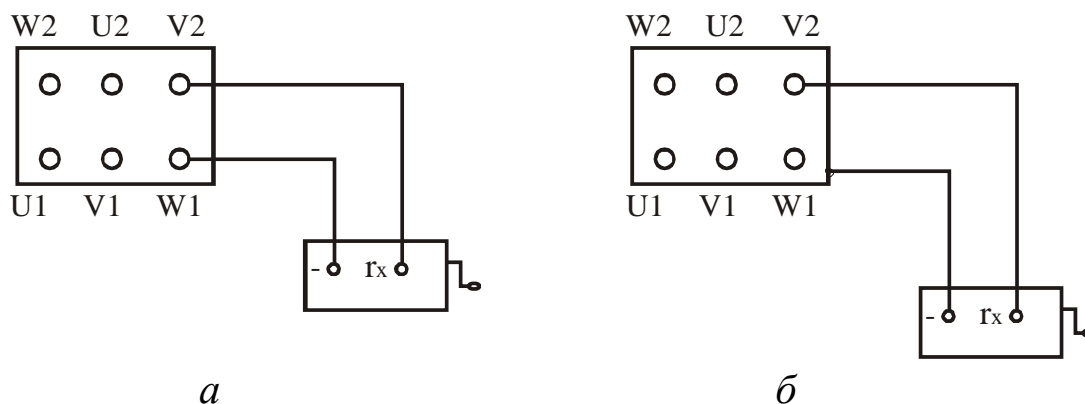 W2 U2 V2
U1 V1 W1
- rx
а
W2 U2 V2
U1 V1 W1
- rx
б